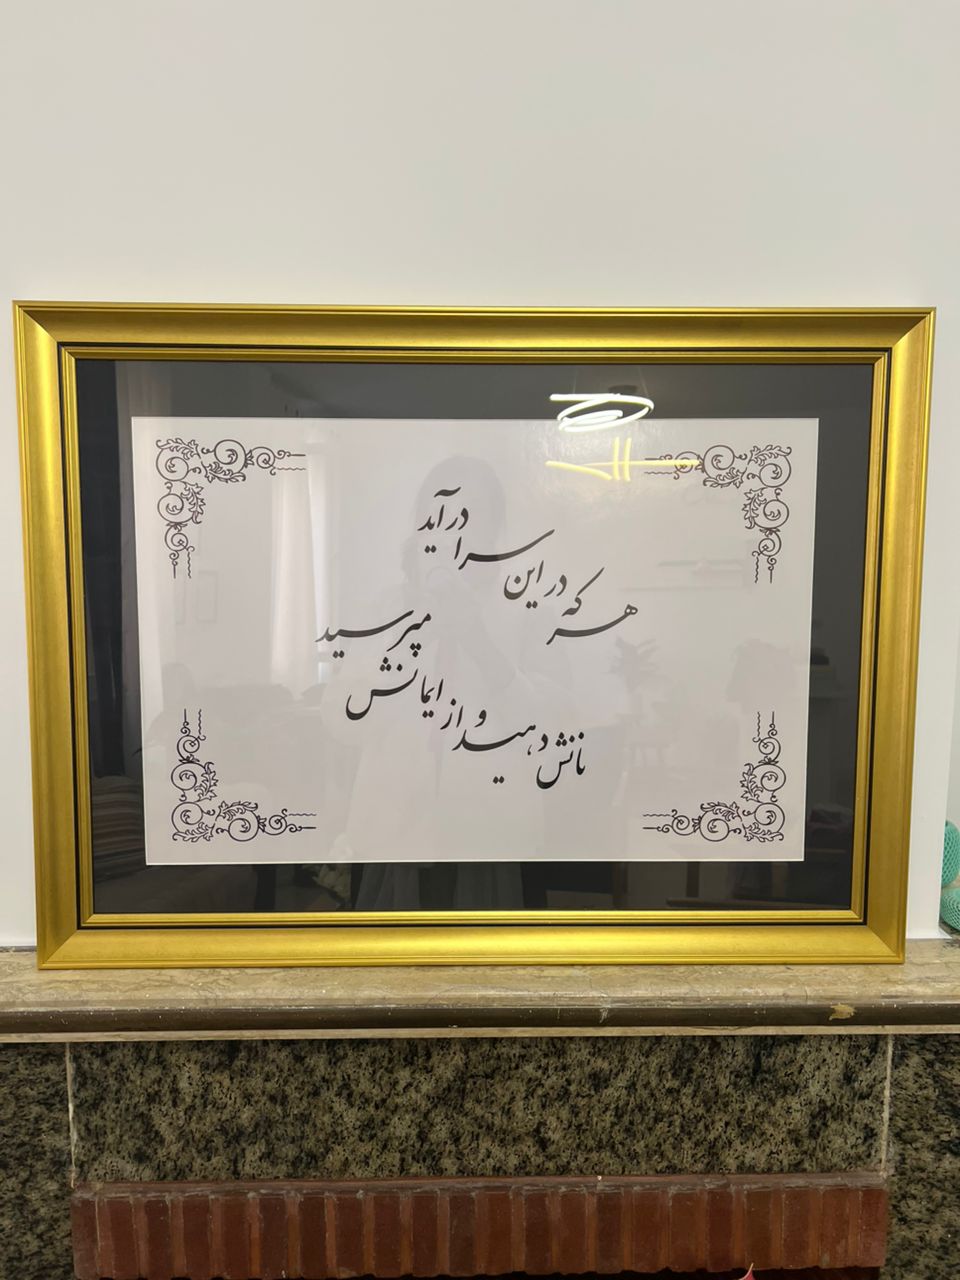 هر که در این سرا درآید
نانش دهید و از ایمانش مپرسید